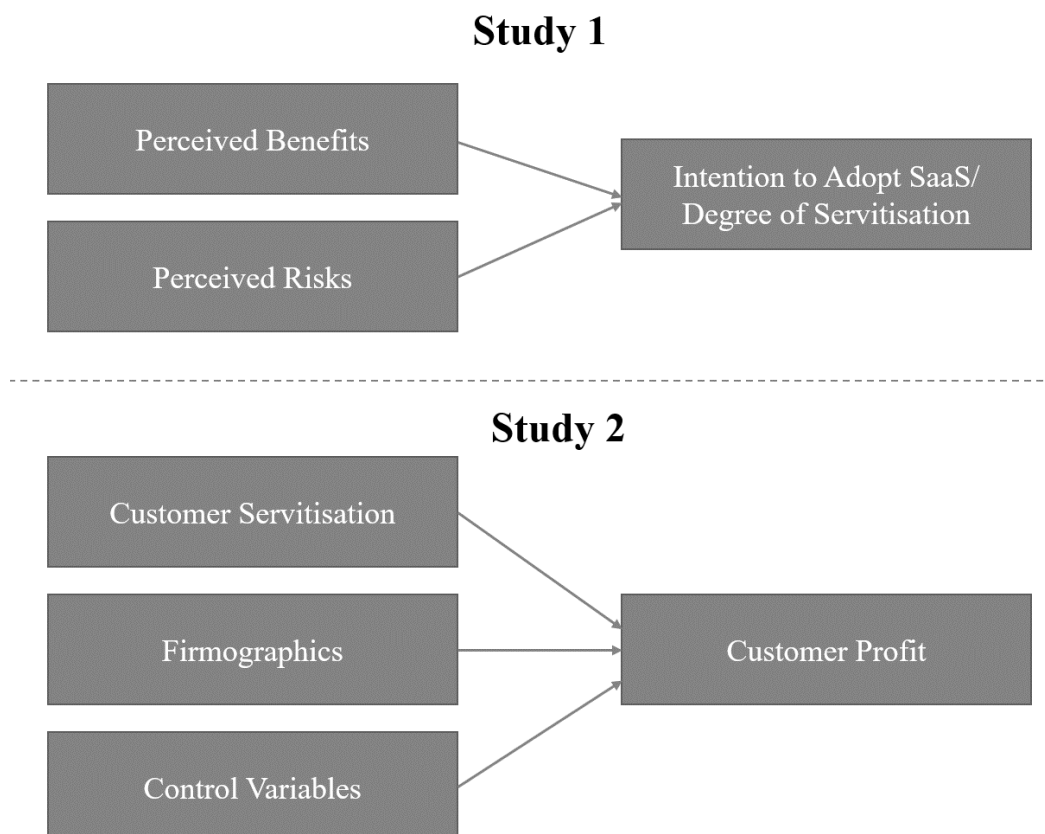 Study 1
Perceived Benefits
Perceived Risks
Intention to Adopt SaaS/
Degree of Servitisation
Study 2
Customer Servitisation
Firmographics
Control Variables
Customer Profit